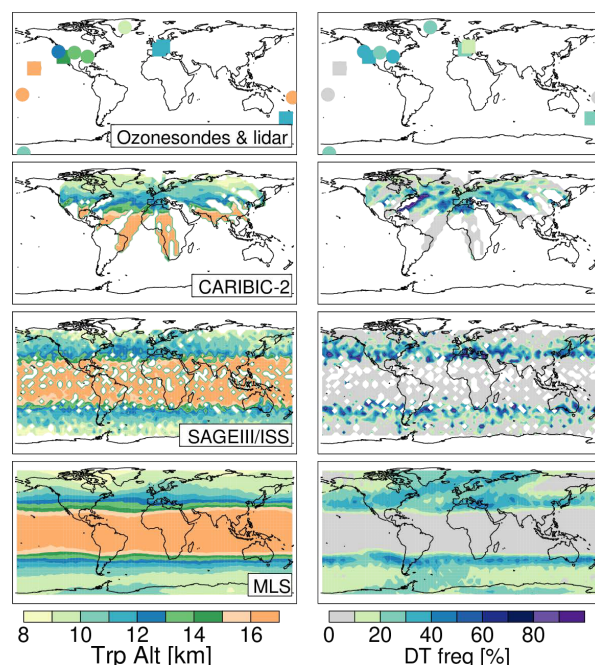 Ozonesondes & lidar
CARIBIC-2
SAGEIII/ISS
MLS
8 10 12 14 16
Trp Alt [km]
0 20 40 60 80
DT freq [%]